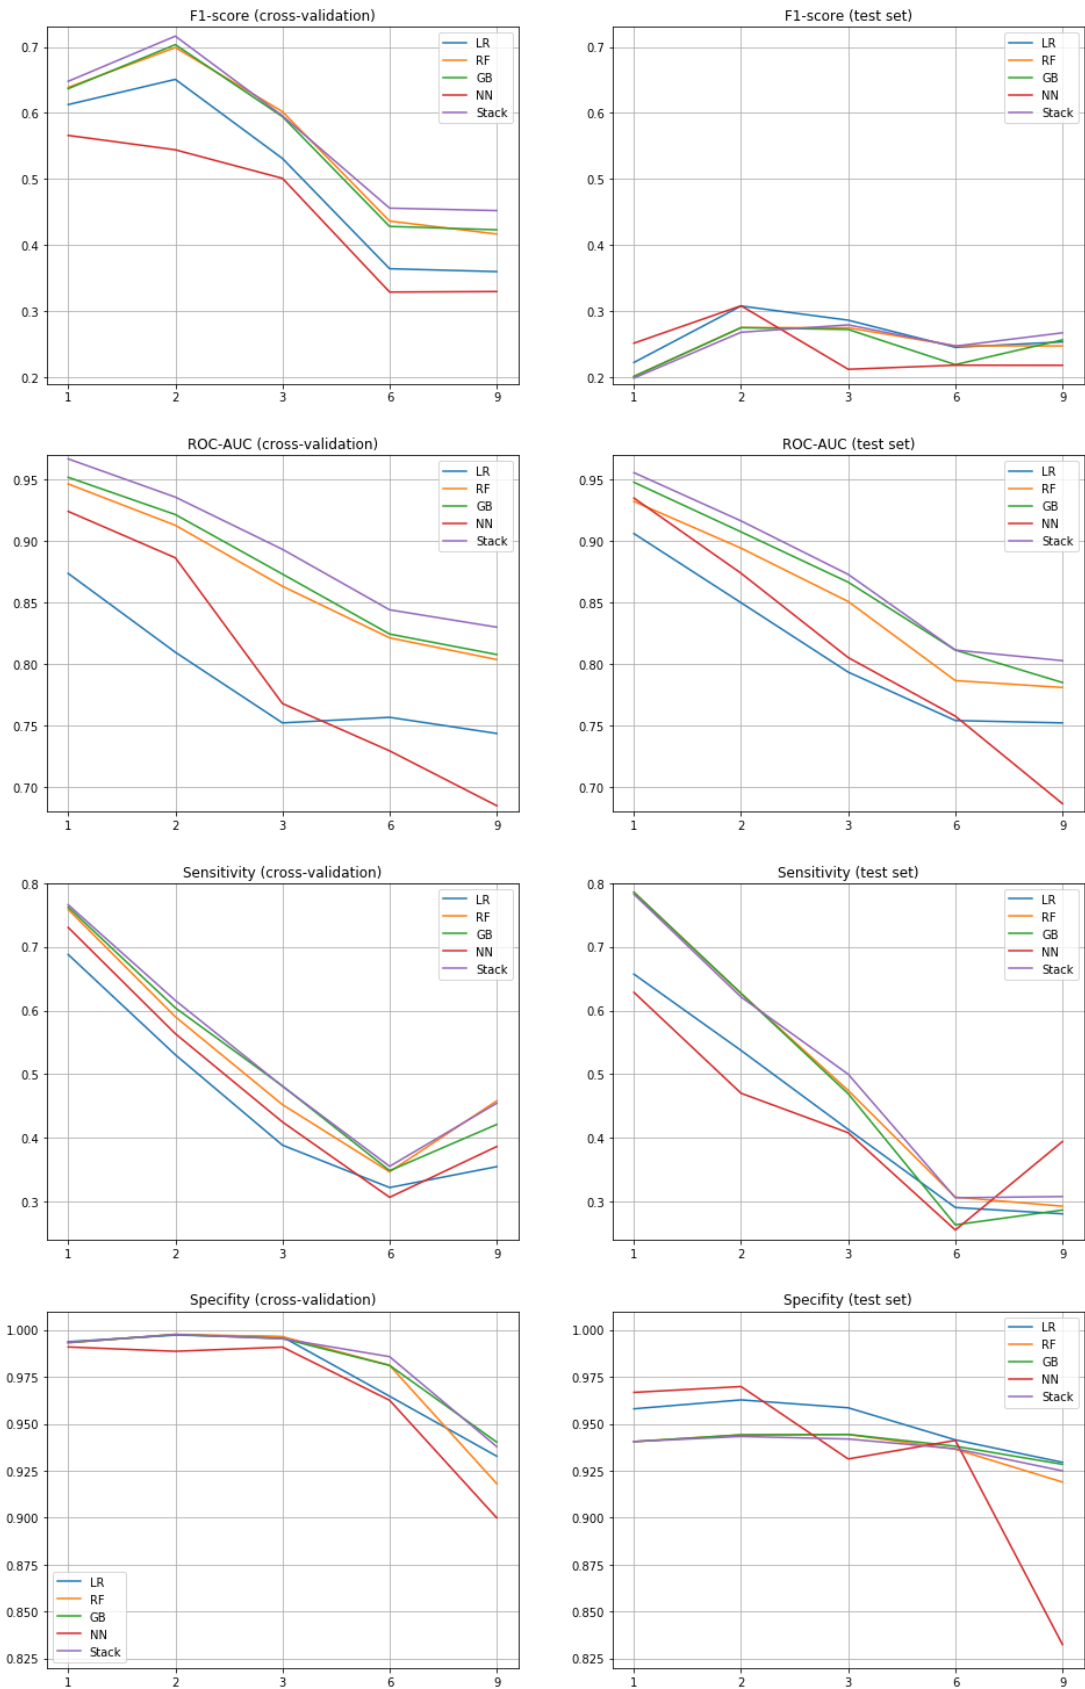 F1-score (cross-validation)
0.7
0.6
0.5
0.4
0.3
0.2
1 2 3 6 9
LR
RF
GB
NN
Stack
F1-score (test set)
0.7
0.6
0.5
0.4
0.3
0.2
1 2 3 6 9
LR
RF
GB
NN
Stack
ROC-AUC (cross-validation)
0.95
0.90
0.85
0.80
0.75
0.70
1 2 3 6 9
LR
RF
GB
NN
Stack
ROC-AUC (test set)
0.95
0.90
0.85
0.80
0.75
0.70
1 2 3 6 9
LR
RF
GB
NN
Stack
Sensitivity (cross-validation)
0.8
0.7
0.6
0.5
0.4
0.3
1 2 3 6 9
LR
RF
GB
NN
Stack
Sensitivity (test set)
0.8
0.7
0.6
0.5
0.4
0.3
1 2 3 6 9
LR
RF
GB
NN
Stack
Specifity (cross-validation)
1.000
0.975
0.950
0.925
0.900
0.875
0.850
0.825
1 2 3 6 9
LR
RF
GB
NN
Stack
Specifity (test set)
1.000
0.975
0.950
0.925
0.900
0.875
0.850
0.825
1 2 3 6 9
LR
RF
GB
NN
Stack